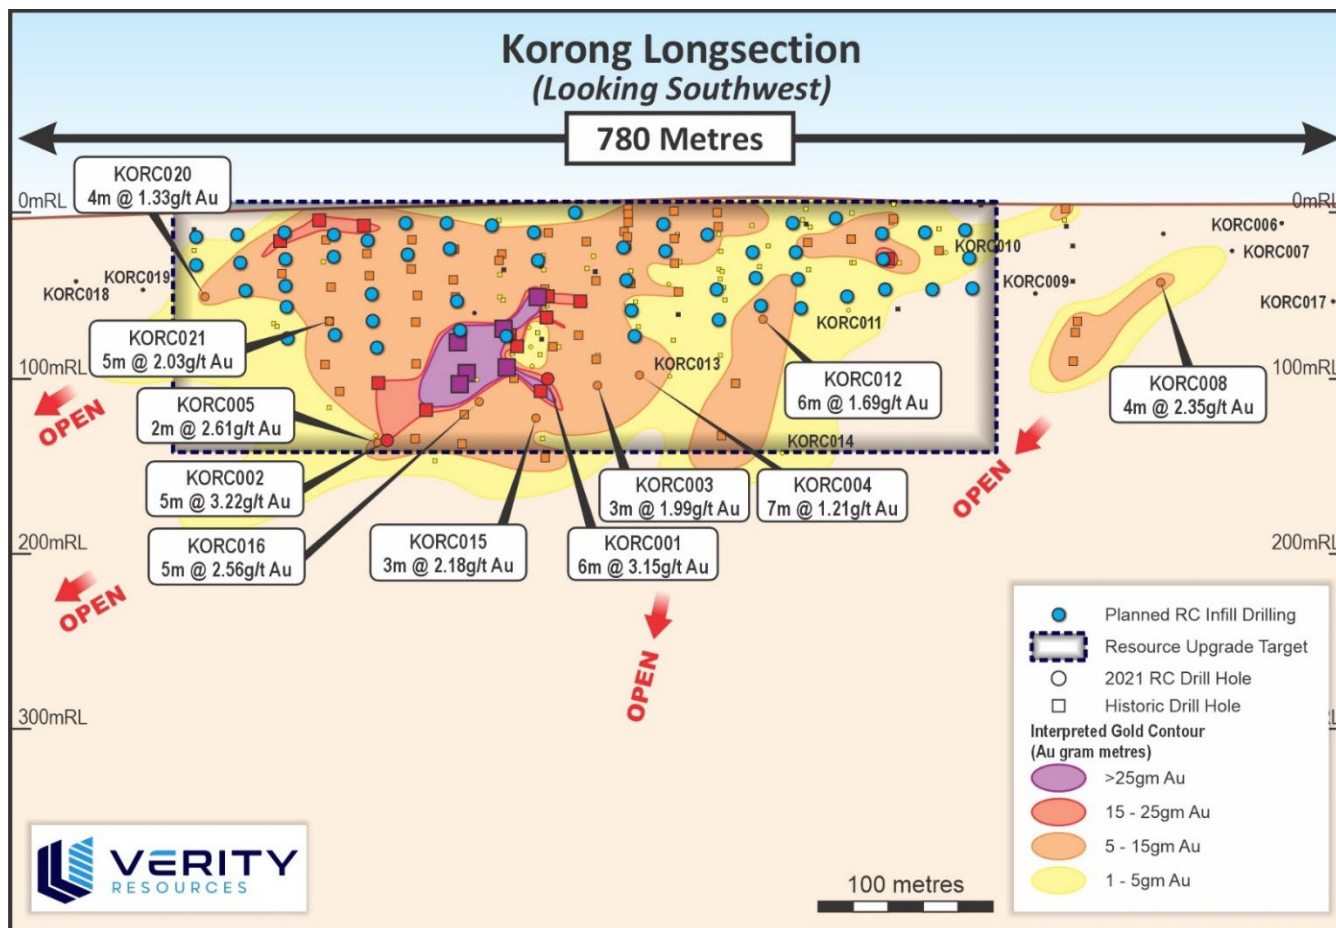 Korong Longsection
(Looking Southwest)
780 Metres
KORC020
4m @ 1.33g/t Au
0mRL
0mRL
KORC006
KORC007
KORC010
KORC019
KORC018
KORC009
KORC017
KORC011
KORC021
5m @ 2.03g/t Au
KORC013
100mRL
100mRL
KORC012
6m @ 1.69g/t Au
KORC008
4m @ 2.35g/t Au
OPEN
KORC005
2m @ 2.61g/t Au
KORC014
KORC002
5m @ 3.22g/t Au
KORC003
3m @ 1.99g/t Au
KORC004
7m @ 1.21g/t Au
OPEN
KORC016
5m @ 2.56g/t Au
KORC015
3m @ 2.18g/t Au
KORC001
6m @ 3.15g/t Au
200mRL
200mRL
OPEN
OPEN
300mRL
Planned RC Infill Drilling
Resource Upgrade Target
2021 RC Drill Hole
Historic Drill Hole
Interpreted Gold Contour
(Au gram metres)
>25gm Au
15 - 25gm Au
5 - 15gm Au
1 - 5gm Au
VERITY
RESOURCES
100 metres